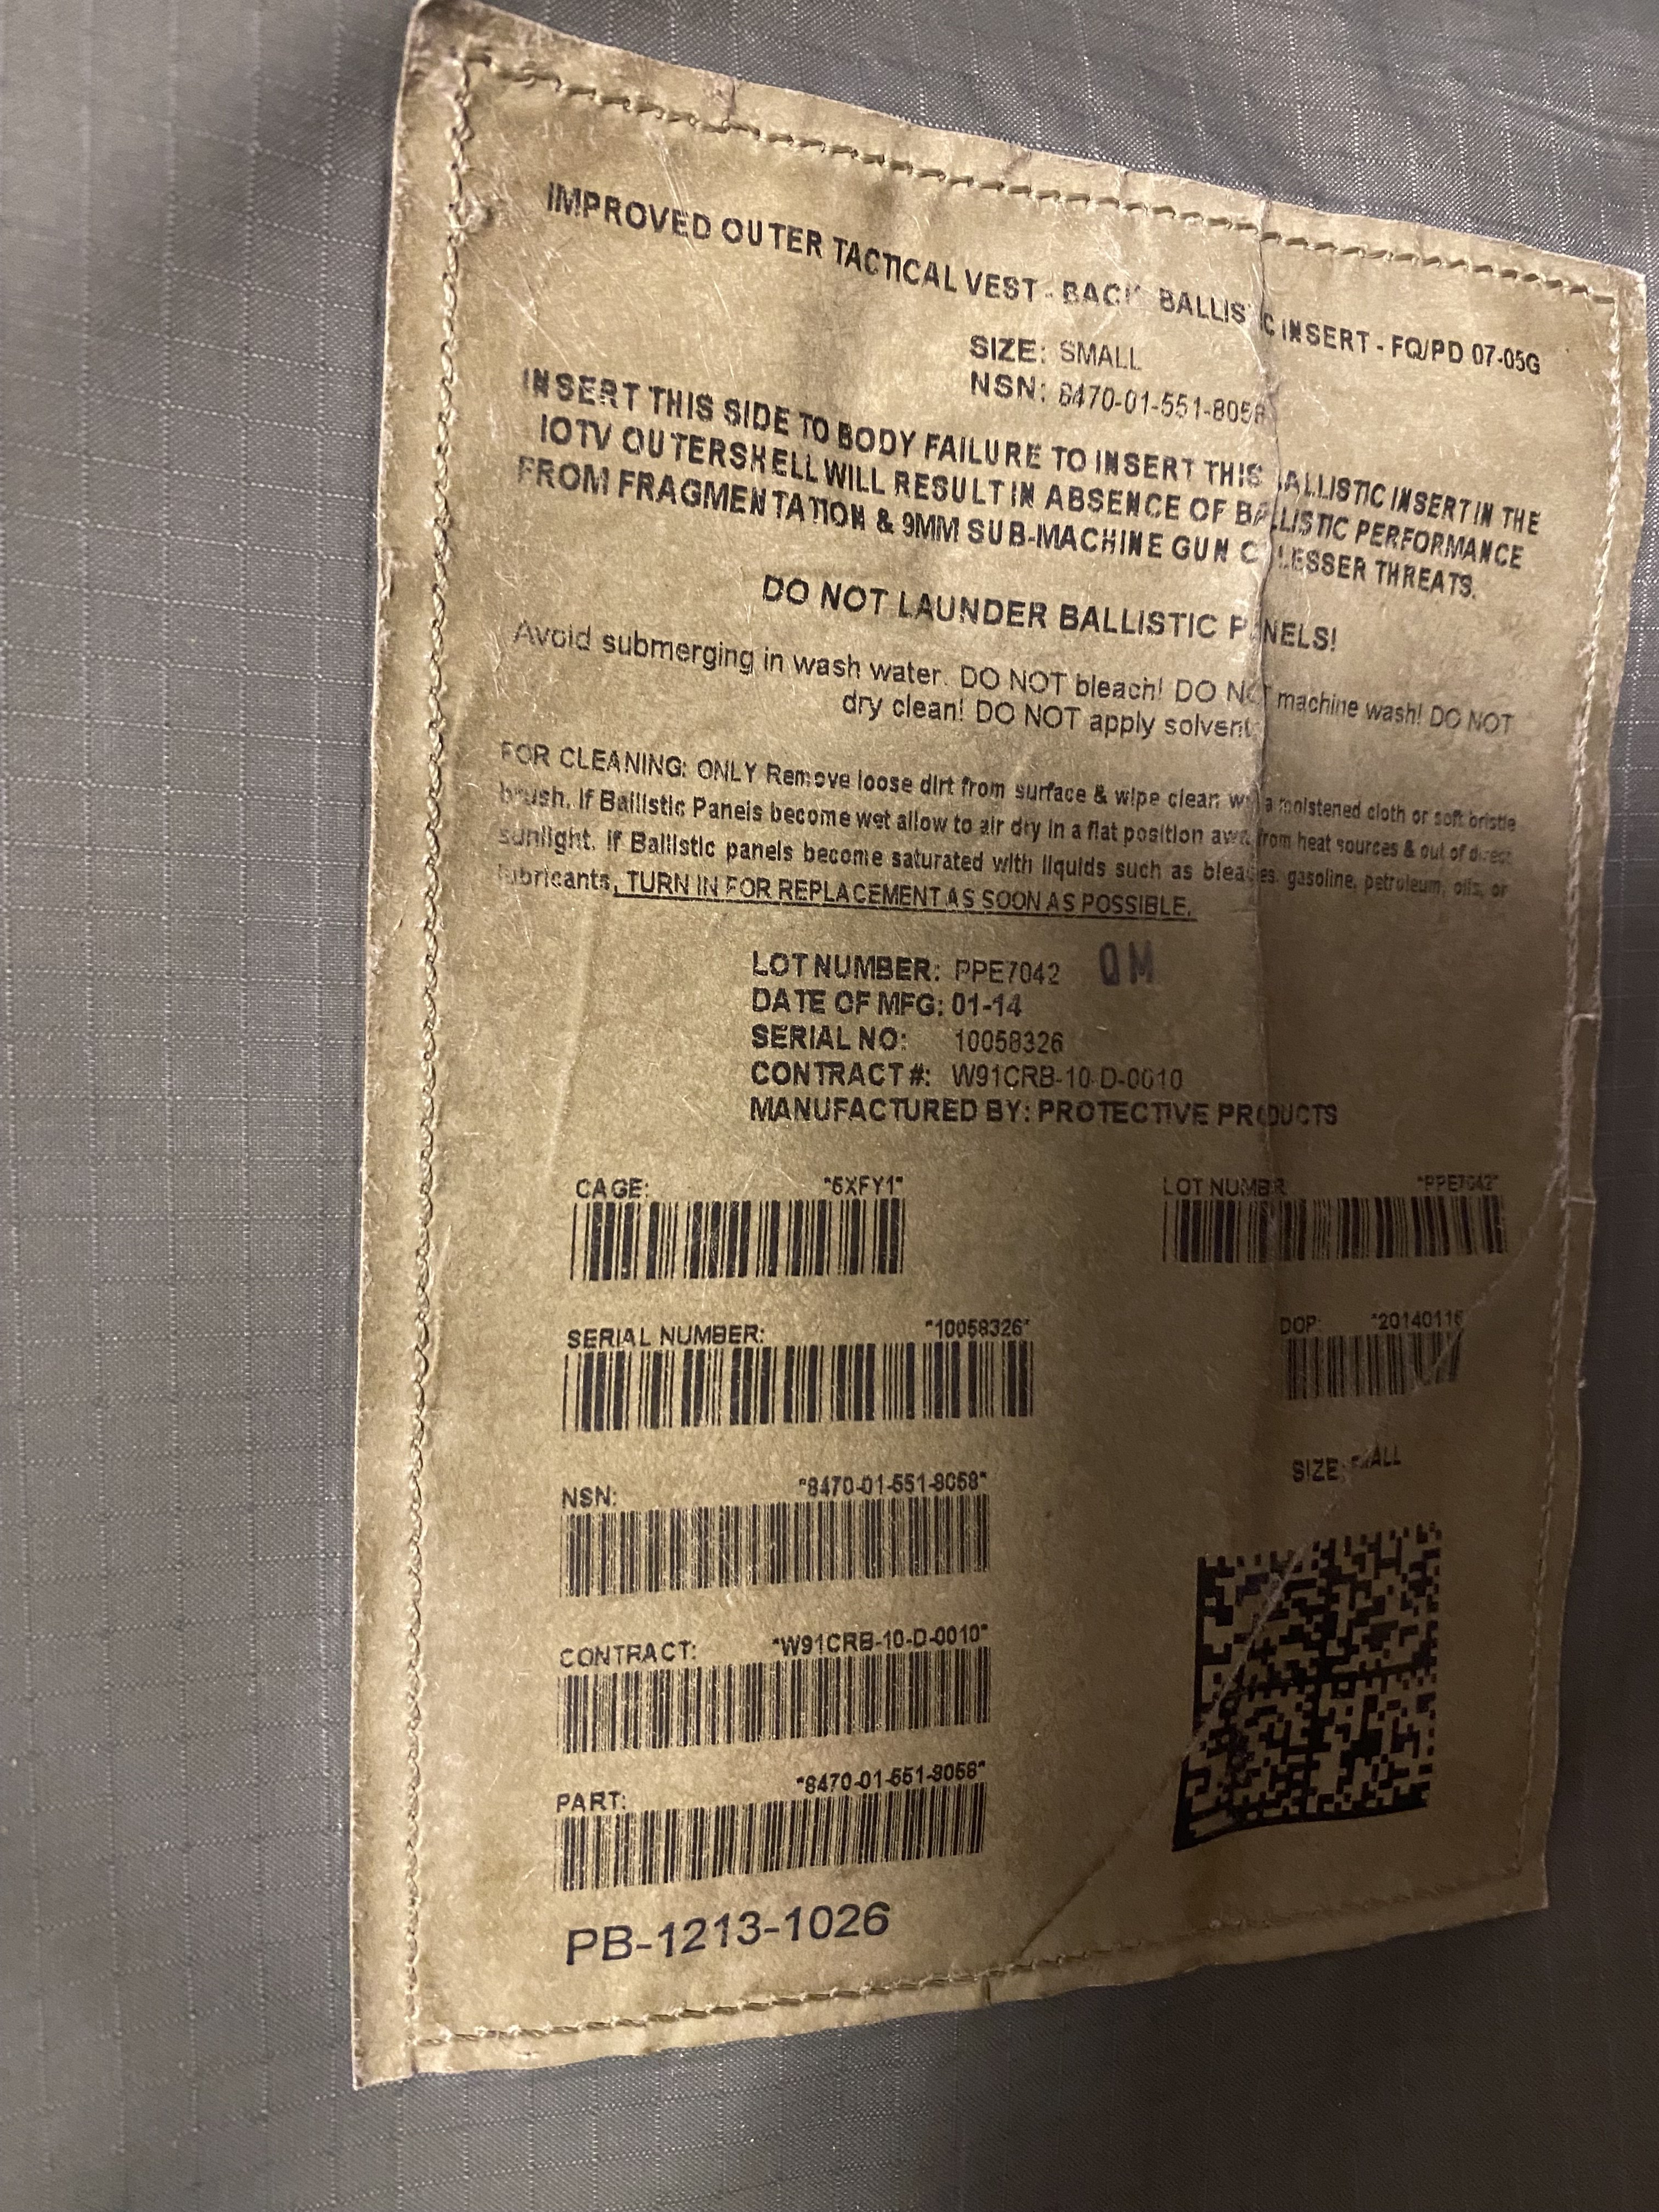 IMPROVED OUTER TACTICAL VEST - BACK BALLISTIC INSERT - FQ/PD 07-05G
SIZE: SMALL
NSN: 8470-01-551-8058
INSERT THIS SIDE TO BODY FAILURE TO INSERT THIS BALLISTIC INSERT IN THE
IOTV OUTERSHELL WILL RESULT IN ABSENCE OF BALLISTIC PERFORMANCE
FROM FRAGMENTATION & 9MM SUB-MACHINE GUN LESSER THREATS.
DO NOT LAUNDER BALLISTIC PANELS!
Avoid submerging in wash water. DO NOT bleach! DO NOT machine wash! DO NOT
dry clean! DO NOT apply solvent
FOR CLEANING: ONLY Remove loose dirt from surface & wipe clean a moistened cloth or soft bristle
brush. If Ballistic Panels become wet allow to air dry in a flat position away from heat sources & out of direct
sunlight. If Ballistic panels become saturated with liquids such as bleaches, gasoline, petroleum, oils, or
lubricants, TURN IN FOR REPLACEMENT AS SOON AS POSSIBLE.
LOT NUMBER: PPE7042 QM
DATE OF MFG: 01-14
SERIAL NO: 10058326
CONTRACT #: W91CRB-10-D-0010
MANUFACTURED BY: PROTECTIVE PRODUCTS
CAGE: *5XFY1*
LOT NUMBR *PPE7042*
SERIAL NUMBER: *10058326*
DOP: *20140116
NSN: *8470-01-551-8058*
SIZE: SMALL
CONTRACT: *W91CRB-10-D-0010*
PART: *8470-01-551-8058*
PB-1213-1026